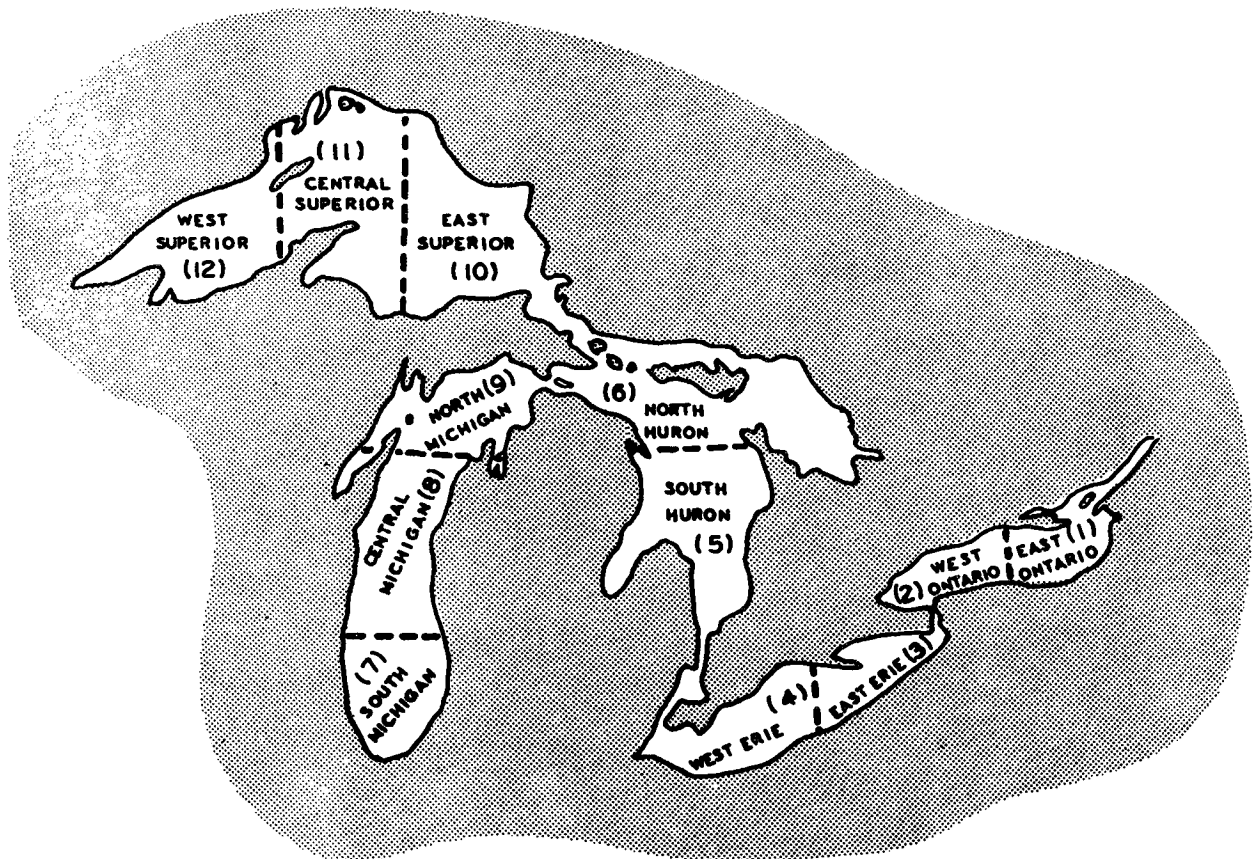 (11)
CENTRAL
SUPERIOR
WEST
SUPERIOR
(12)
EAST
SUPERIOR
(10)
NORTH (9)
MICHIGAN
(6)
NORTH
HURON
CENTRAL
MICHIGAN (8)
SOUTH
HURON
(5)
EAST (1)
ONTARIO
WEST
(2) ONTARIO
(7)
SOUTH
MICHIGAN
EAST ERIE (3)
(4)
WEST ERIE